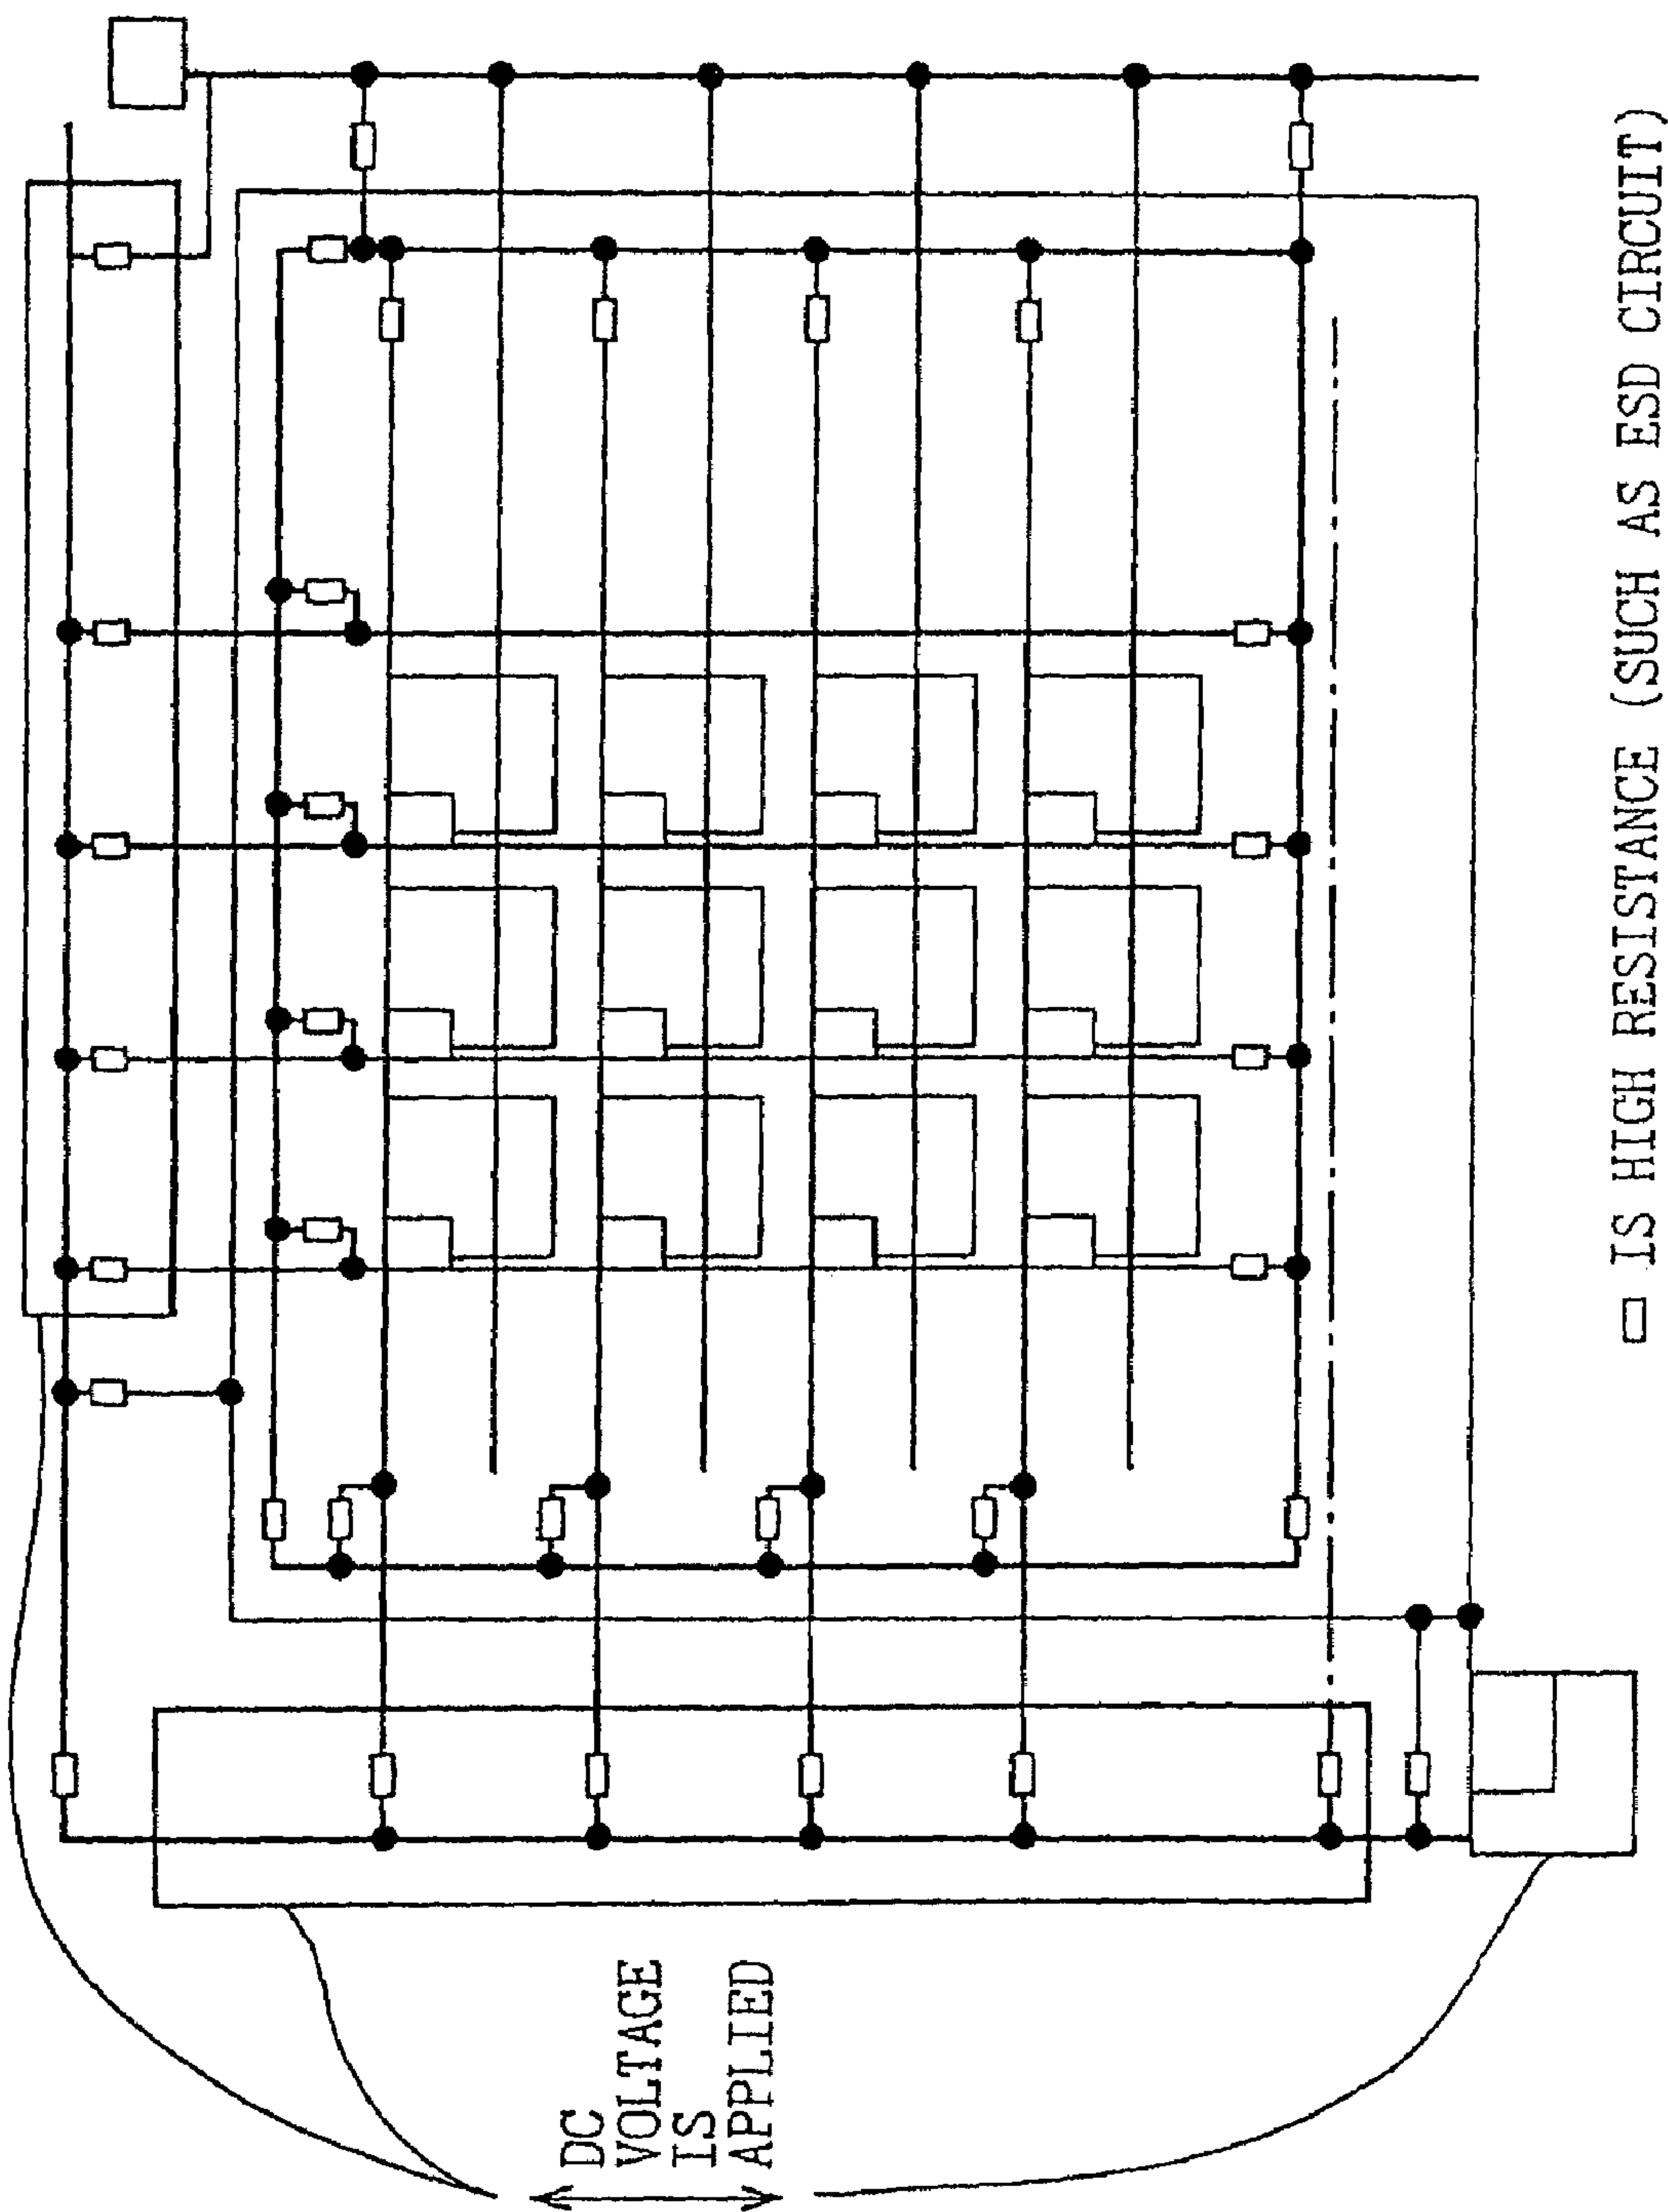 DC
VOLTAGE
IS
APPLIED
▭ IS HIGH RESISTANCE (SUCH AS ESD CIRCUIT)